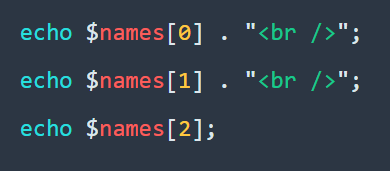 echo $names[0] . "<br />";
echo $names[1] . "<br />";
echo $names[2];